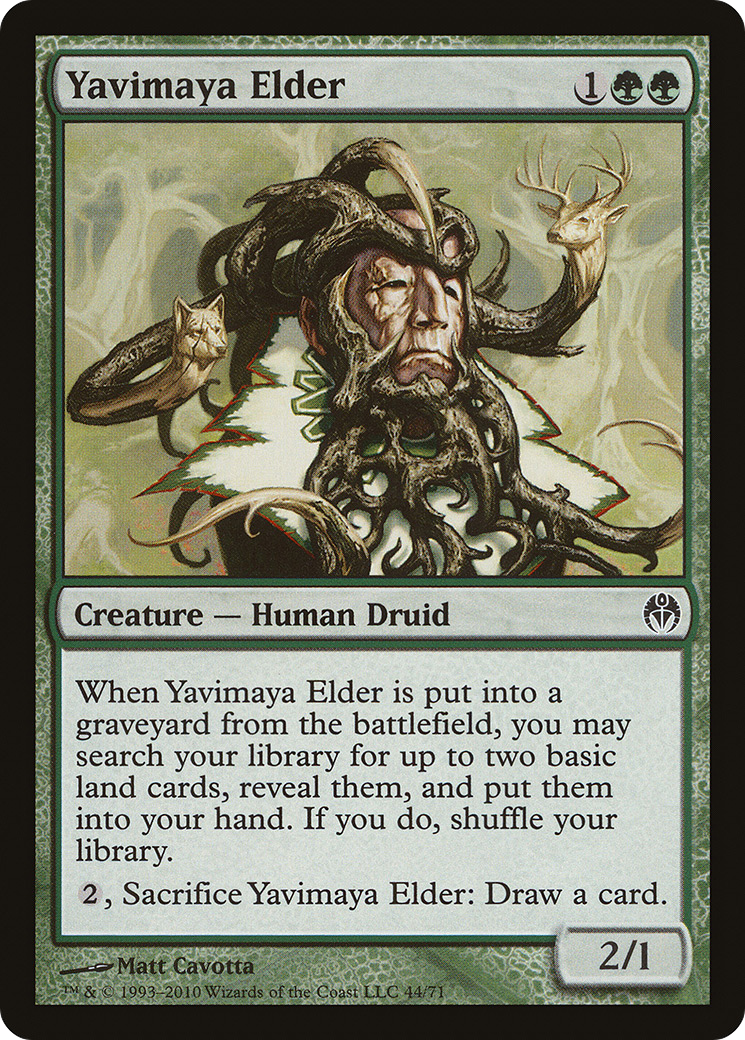 Yavimaya Elder 1
Creature — Human Druid
When Yavimaya Elder is put into a
graveyard from the battlefield, you may
search your library for up to two basic
land cards, reveal them, and put them
into your hand. If you do, shuffle your
library.
2, Sacrifice Yavimaya Elder: Draw a card.
2/1
Matt Cavotta
™ & © 1993–2010 Wizards of the Coast LLC 44/71